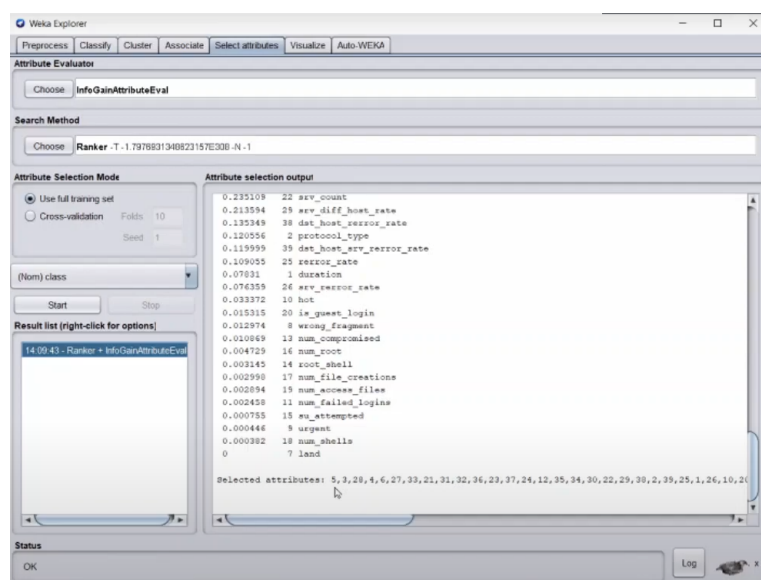 Weka Explorer
Preprocess Classify Cluster Associate Select attributes Visualize Auto-WEKA
Attribute Evaluator
Choose InfoGainAttributeEval
Search Method
Choose Ranker -T -1.7976931348623157E308 -N -1
Attribute Selection Mode
Use full training set
Cross-validation Folds 10
Seed 1
(Nom) class
Start Stop
Result list (right-click for options)
14:09:43 - Ranker + InfoGainAttributeEval
Attribute selection output
0.235109 22 srv_count
0.213594 29 srv_diff_host_rate
0.135349 38 dst_host_rerror_rate
0.120556 2 protocol_type
0.119999 39 dst_host_srv_rerror_rate
0.109055 25 rerror_rate
0.07831 1 duration
0.076359 26 srv_rerror_rate
0.033372 10 hot
0.015315 20 is_guest_login
0.012974 8 wrong_fragment
0.010869 13 num_compromised
0.004729 16 num_root
0.003145 14 root_shell
0.002998 17 num_file_creations
0.002894 19 num_access_files
0.002458 11 num_failed_logins
0.000755 15 su_attempted
0.000446 9 urgent
0.000382 18 num_shells
0 7 land
Selected attributes: 5,3,28,4,6,27,33,21,31,32,36,23,37,24,12,35,34,30,22,29,38,2,39,25,1,26,10,20
Status
OK
Log
x